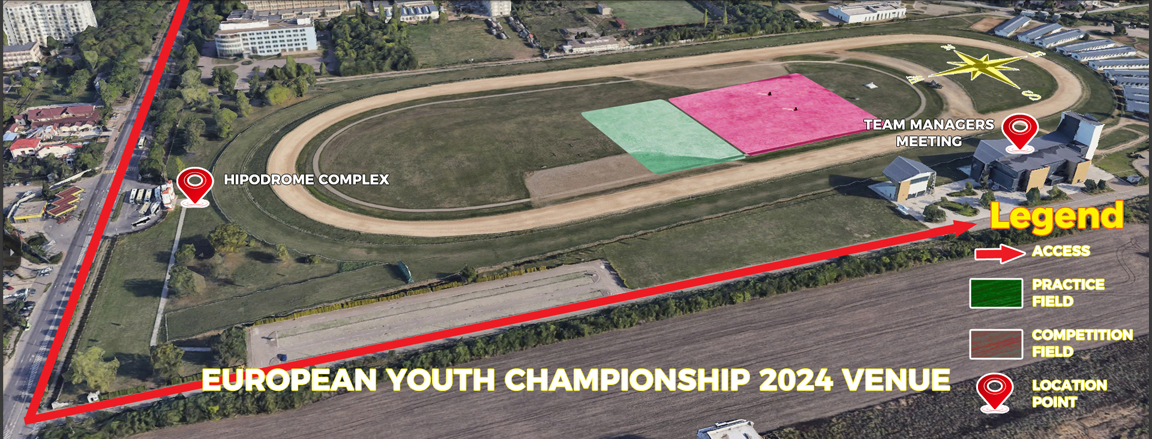 TEAM MANAGERS
MEETING
HIPODROME COMPLEX
Legend
ACCESS
PRACTICE
FIELD
COMPETITION
FIELD
LOCATION
POINT
EUROPEAN YOUTH CHAMPIONSHIP 2024 VENUE